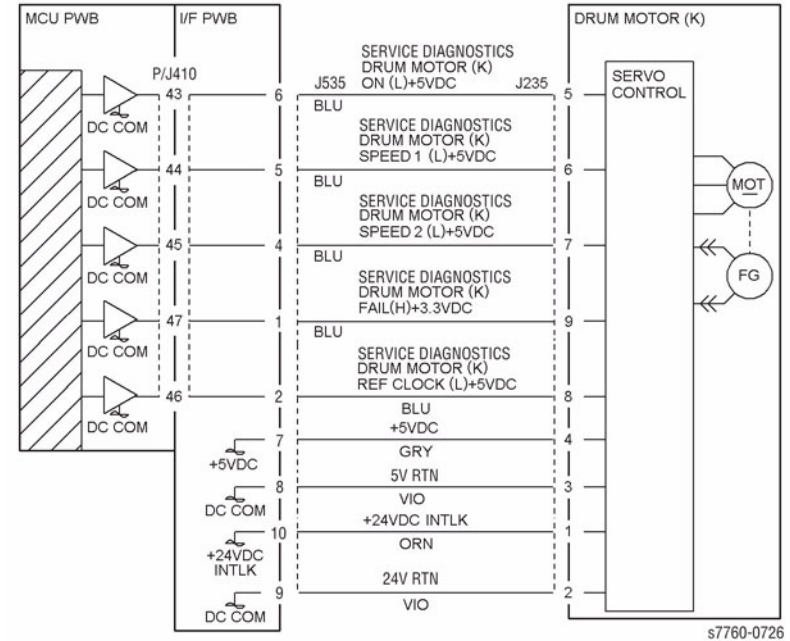 MCU PWB
I/F PWB
DRUM MOTOR (K)
P/J410
J535
J235
SERVICE DIAGNOSTICS
DRUM MOTOR (K)
ON (L)+5VDC
SERVO
CONTROL
43
6
5
BLU
DC COM
SERVICE DIAGNOSTICS
DRUM MOTOR (K)
SPEED 1 (L)+5VDC
44
5
6
BLU
DC COM
MOT
SERVICE DIAGNOSTICS
DRUM MOTOR (K)
SPEED 2 (L)+5VDC
45
4
7
BLU
DC COM
FG
SERVICE DIAGNOSTICS
DRUM MOTOR (K)
FAIL(H)+3.3VDC
47
1
9
BLU
DC COM
SERVICE DIAGNOSTICS
DRUM MOTOR (K)
REF CLOCK (L)+5VDC
46
2
8
BLU
DC COM
+5VDC
7
4
GRY
+5VDC
5V RTN
8
3
VIO
DC COM
+24VDC INTLK
10
1
ORN
+24VDC
INTLK
24V RTN
9
2
VIO
DC COM
s7760-0726